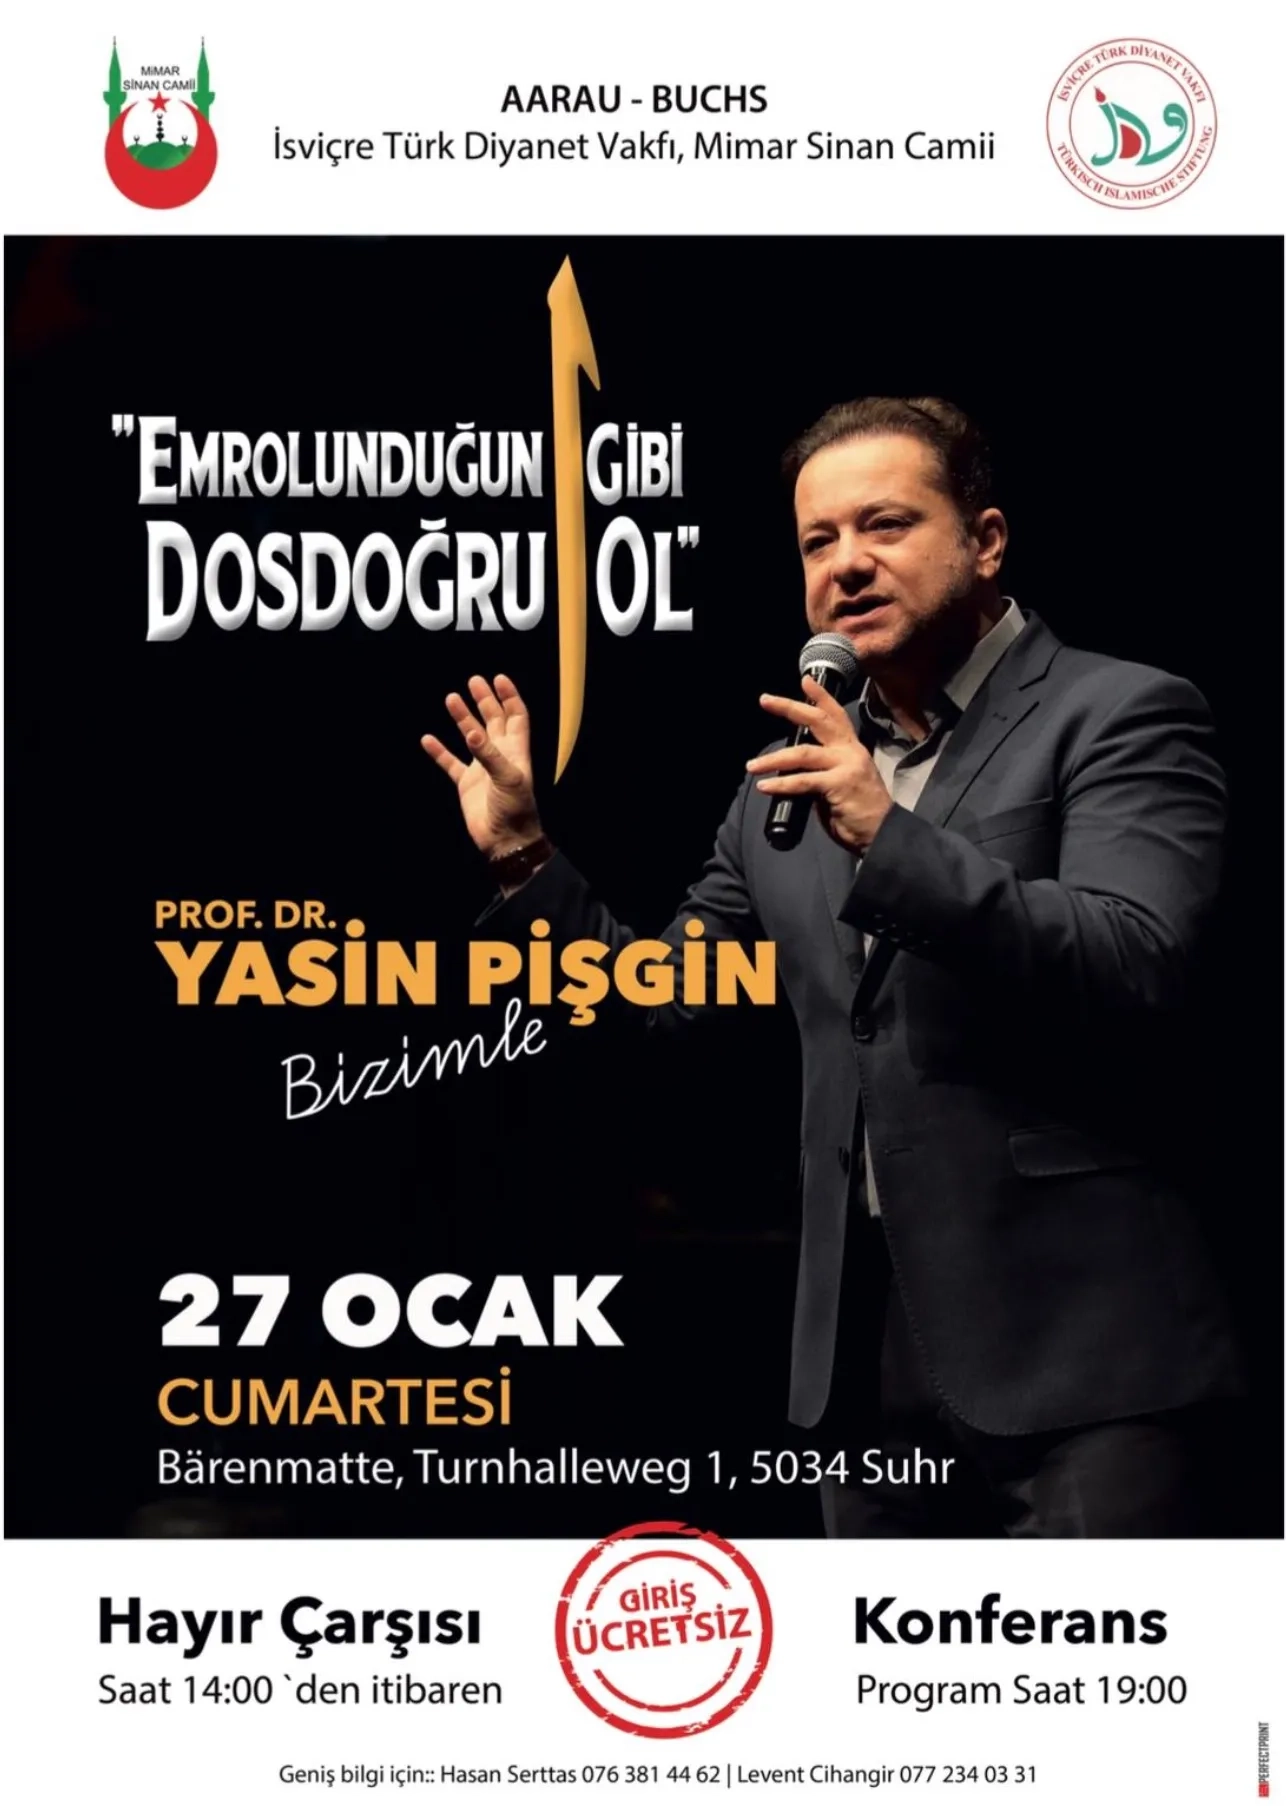 MİMAR
SİNAN CAMİİ
AARAU - BUCHS
İsviçre Türk Diyanet Vakfı, Mimar Sinan Camii
İSVİÇRE TÜRK DİYANET VAKFI
TÜRKISCH ISLAMISCHE STIFTUNG
"EMROLUNDUĞUN GİBİ
DOSDOĞRU OL"
PROF. DR.
YASİN PİŞGİN
Bizimle
27 OCAK
CUMARTESİ
Bärenmatte, Turnhalleweg 1, 5034 Suhr
Hayır Çarşısı
Saat 14:00 `den itibaren
GİRİŞ
ÜCRETSİZ
Konferans
Program Saat 19:00
Geniş bilgi için:: Hasan Serttas 076 381 44 62 | Levent Cihangir 077 234 03 31
PERFECTPRINT